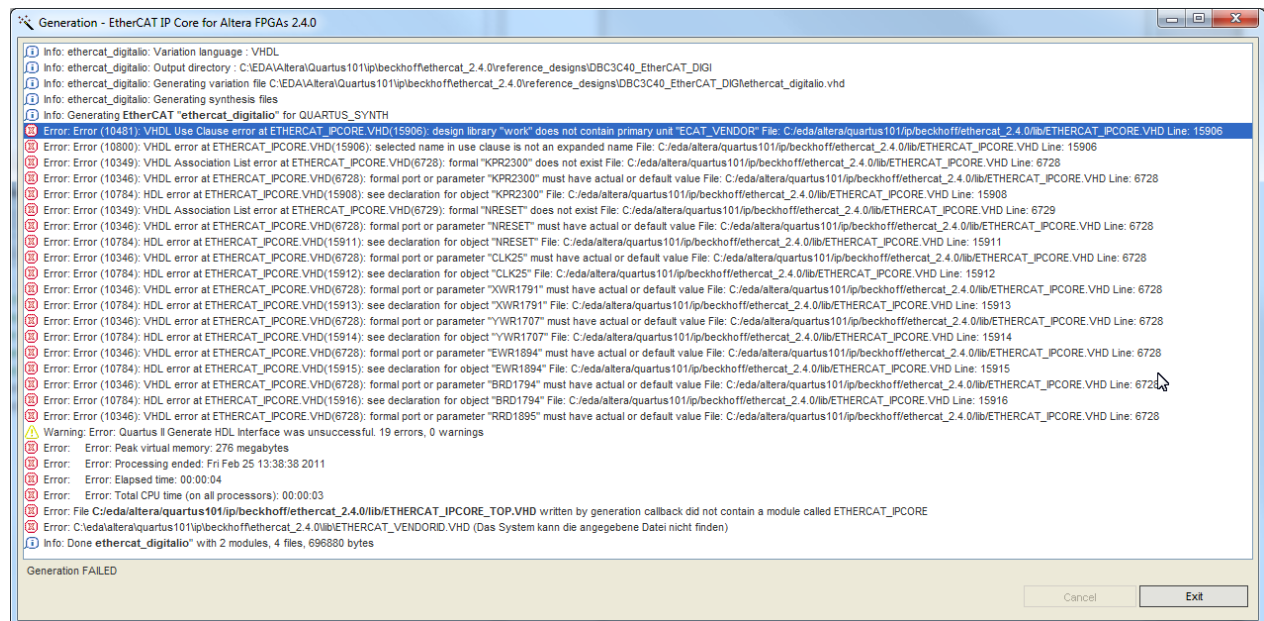 Generation - EtherCAT IP Core for Altera FPGAs 2.4.0
Info: ethercat_digitalio: Variation language : VHDL
Info: ethercat_digitalio: Output directory : C:\EDA\Altera\Quartus101\ip\beckhoff\ethercat_2.4.0\reference_designs\DBC3C40_EtherCAT_DIGI
Info: ethercat_digitalio: Generating variation file C:\EDA\Altera\Quartus101\ip\beckhoff\ethercat_2.4.0\reference_designs\DBC3C40_EtherCAT_DIGI\ethercat_digitalio.vhd
Info: ethercat_digitalio: Generating synthesis files
Info: Generating EtherCAT "ethercat_digitalio" for QUARTUS_SYNTH
Error: Error (10481): VHDL Use Clause error at ETHERCAT_IPCORE.VHD(15906): design library "work" does not contain primary unit "ECAT_VENDOR" File: C:/eda/altera/quartus101/ip/beckhoff/ethercat_2.4.0/lib/ETHERCAT_IPCORE.VHD Line: 15906
Error: Error (10800): VHDL error at ETHERCAT_IPCORE.VHD(15906): selected name in use clause is not an expanded name File: C:/eda/altera/quartus101/ip/beckhoff/ethercat_2.4.0/lib/ETHERCAT_IPCORE.VHD Line: 15906
Error: Error (10349): VHDL Association List error at ETHERCAT_IPCORE.VHD(6728): formal "KPR2300" does not exist File: C:/eda/altera/quartus101/ip/beckhoff/ethercat_2.4.0/lib/ETHERCAT_IPCORE.VHD Line: 6728
Error: Error (10346): VHDL error at ETHERCAT_IPCORE.VHD(6728): formal port or parameter "KPR2300" must have actual or default value File: C:/eda/altera/quartus101/ip/beckhoff/ethercat_2.4.0/lib/ETHERCAT_IPCORE.VHD Line: 6728
Error: Error (10784): HDL error at ETHERCAT_IPCORE.VHD(15908): see declaration for object "KPR2300" File: C:/eda/altera/quartus101/ip/beckhoff/ethercat_2.4.0/lib/ETHERCAT_IPCORE.VHD Line: 15908
Error: Error (10349): VHDL Association List error at ETHERCAT_IPCORE.VHD(6729): formal "NRESET" does not exist File: C:/eda/altera/quartus101/ip/beckhoff/ethercat_2.4.0/lib/ETHERCAT_IPCORE.VHD Line: 6729
Error: Error (10346): VHDL error at ETHERCAT_IPCORE.VHD(6728): formal port or parameter "NRESET" must have actual or default value File: C:/eda/altera/quartus101/ip/beckhoff/ethercat_2.4.0/lib/ETHERCAT_IPCORE.VHD Line: 6728
Error: Error (10784): HDL error at ETHERCAT_IPCORE.VHD(15911): see declaration for object "NRESET" File: C:/eda/altera/quartus101/ip/beckhoff/ethercat_2.4.0/lib/ETHERCAT_IPCORE.VHD Line: 15911
Error: Error (10346): VHDL error at ETHERCAT_IPCORE.VHD(6728): formal port or parameter "CLK25" must have actual or default value File: C:/eda/altera/quartus101/ip/beckhoff/ethercat_2.4.0/lib/ETHERCAT_IPCORE.VHD Line: 6728
Error: Error (10784): HDL error at ETHERCAT_IPCORE.VHD(15912): see declaration for object "CLK25" File: C:/eda/altera/quartus101/ip/beckhoff/ethercat_2.4.0/lib/ETHERCAT_IPCORE.VHD Line: 15912
Error: Error (10346): VHDL error at ETHERCAT_IPCORE.VHD(6728): formal port or parameter "XWR1791" must have actual or default value File: C:/eda/altera/quartus101/ip/beckhoff/ethercat_2.4.0/lib/ETHERCAT_IPCORE.VHD Line: 6728
Error: Error (10784): HDL error at ETHERCAT_IPCORE.VHD(15913): see declaration for object "XWR1791" File: C:/eda/altera/quartus101/ip/beckhoff/ethercat_2.4.0/lib/ETHERCAT_IPCORE.VHD Line: 15913
Error: Error (10346): VHDL error at ETHERCAT_IPCORE.VHD(6728): formal port or parameter "YWR1707" must have actual or default value File: C:/eda/altera/quartus101/ip/beckhoff/ethercat_2.4.0/lib/ETHERCAT_IPCORE.VHD Line: 6728
Error: Error (10784): HDL error at ETHERCAT_IPCORE.VHD(15914): see declaration for object "YWR1707" File: C:/eda/altera/quartus101/ip/beckhoff/ethercat_2.4.0/lib/ETHERCAT_IPCORE.VHD Line: 15914
Error: Error (10346): VHDL error at ETHERCAT_IPCORE.VHD(6728): formal port or parameter "EWR1894" must have actual or default value File: C:/eda/altera/quartus101/ip/beckhoff/ethercat_2.4.0/lib/ETHERCAT_IPCORE.VHD Line: 6728
Error: Error (10784): HDL error at ETHERCAT_IPCORE.VHD(15915): see declaration for object "EWR1894" File: C:/eda/altera/quartus101/ip/beckhoff/ethercat_2.4.0/lib/ETHERCAT_IPCORE.VHD Line: 15915
Error: Error (10346): VHDL error at ETHERCAT_IPCORE.VHD(6728): formal port or parameter "BRD1794" must have actual or default value File: C:/eda/altera/quartus101/ip/beckhoff/ethercat_2.4.0/lib/ETHERCAT_IPCORE.VHD Line: 6728
Error: Error (10784): HDL error at ETHERCAT_IPCORE.VHD(15916): see declaration for object "BRD1794" File: C:/eda/altera/quartus101/ip/beckhoff/ethercat_2.4.0/lib/ETHERCAT_IPCORE.VHD Line: 15916
Error: Error (10346): VHDL error at ETHERCAT_IPCORE.VHD(6728): formal port or parameter "RRD1895" must have actual or default value File: C:/eda/altera/quartus101/ip/beckhoff/ethercat_2.4.0/lib/ETHERCAT_IPCORE.VHD Line: 6728
Warning: Error: Quartus II Generate HDL Interface was unsuccessful. 19 errors, 0 warnings
Error: Error: Peak virtual memory: 276 megabytes
Error: Error: Processing ended: Fri Feb 25 13:38:38 2011
Error: Error: Elapsed time: 00:00:04
Error: Error: Total CPU time (on all processors): 00:00:03
Error: File C:/eda/altera/quartus101/ip/beckhoff/ethercat_2.4.0/lib/ETHERCAT_IPCORE_TOP.VHD written by generation callback did not contain a module called ETHERCAT_IPCORE
Error: C:\eda\altera\quartus101\ip\beckhoff\ethercat_2.4.0\lib\ETHERCAT_VENDORID.VHD (Das System kann die angegebene Datei nicht finden)
Info: Done ethercat_digitalio" with 2 modules, 4 files, 696880 bytes
Generation FAILED
Cancel
Exit